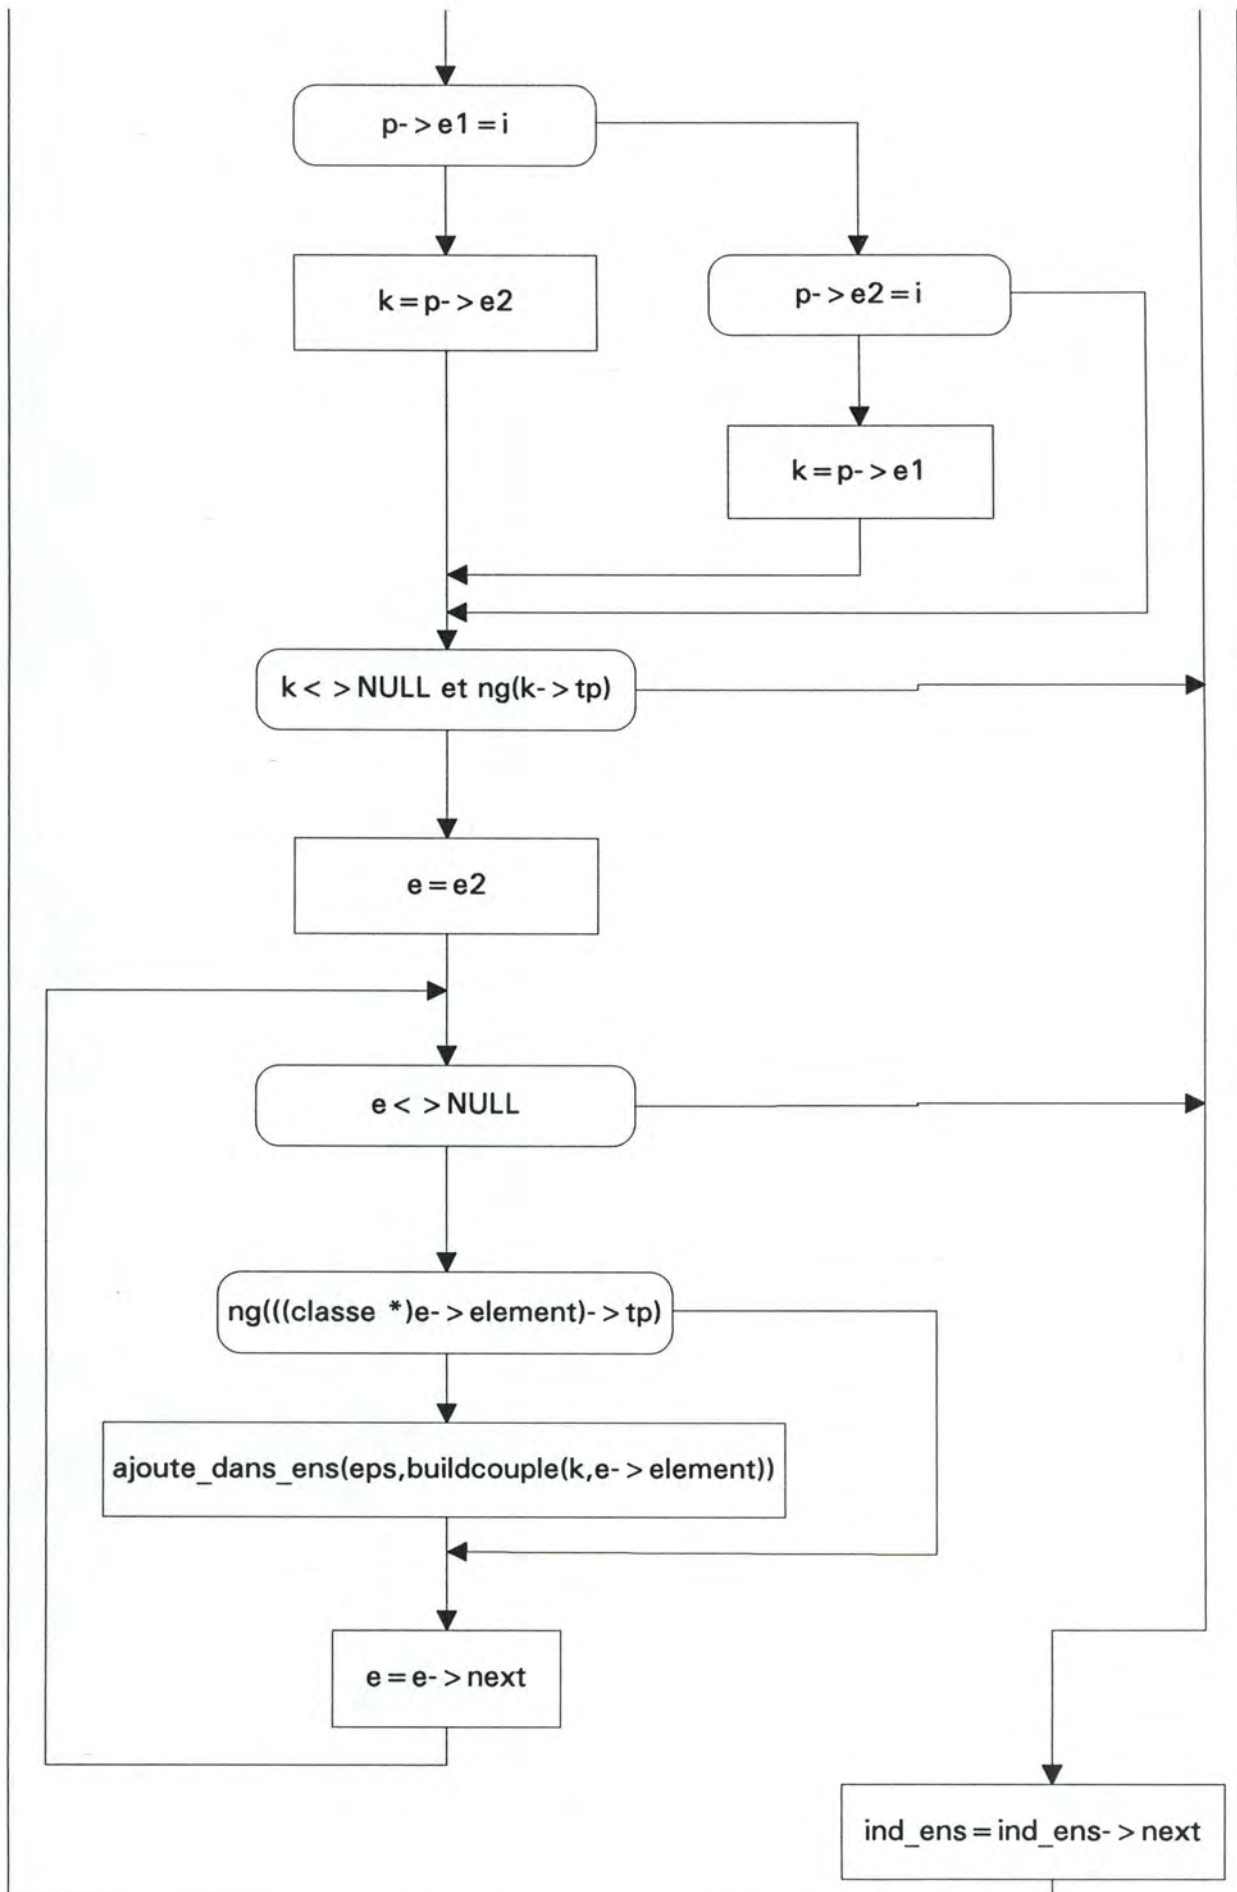 p->e1=i
k=p->e2
p->e2=i
k=p->e1
k<>NULL et ng(k->tp)
e=e2
e<>NULL
ng(((classe *)e->element)->tp)
ajoute_dans_ens(eps,buildcouple(k,e->element))
e=e->next
ind_ens=ind_ens->next